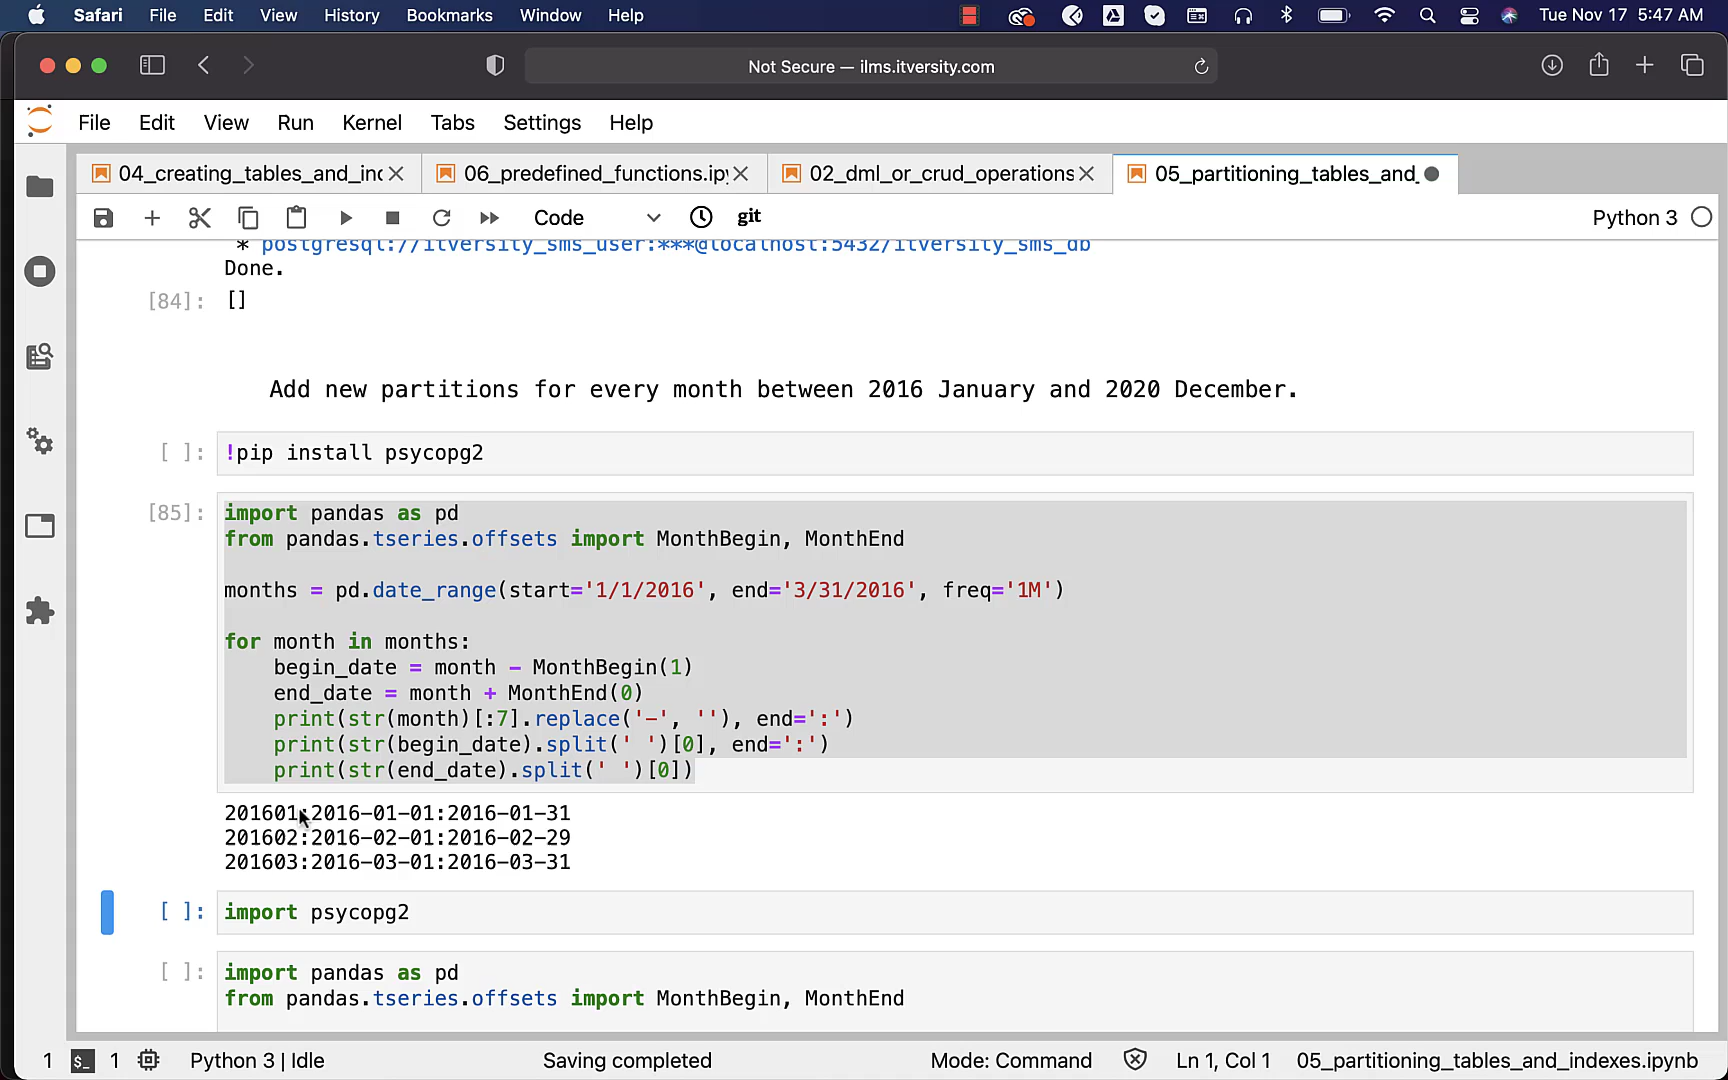 Safari File Edit View History Bookmarks Window Help Tue Nov 17 5:47 AM
Not Secure — ilms.itversity.com
File Edit View Run Kernel Tabs Settings Help
04_creating_tables_and_inc 06_predefined_functions.ipy 02_dml_or_crud_operations 05_partitioning_tables_and_
Code git Python 3
* postgresql://itversity_sms_user:***@localhost:5432/itversity_sms_db
Done.
[84]: []
Add new partitions for every month between 2016 January and 2020 December.
[ ]: !pip install psycopg2
[85]: import pandas as pd
from pandas.tseries.offsets import MonthBegin, MonthEnd
months = pd.date_range(start='1/1/2016', end='3/31/2016', freq='1M')
for month in months:
    begin_date = month - MonthBegin(1)
    end_date = month + MonthEnd(0)
    print(str(month)[:7].replace('-', ''), end=':')
    print(str(begin_date).split(' ')[0], end=':')
    print(str(end_date).split(' ')[0])
201601:2016-01-01:2016-01-31
201602:2016-02-01:2016-02-29
201603:2016-03-01:2016-03-31
[ ]: import psycopg2
[ ]: import pandas as pd
from pandas.tseries.offsets import MonthBegin, MonthEnd
1 $_ 1 Python 3 | Idle Saving completed Mode: Command Ln 1, Col 1 05_partitioning_tables_and_indexes.ipynb